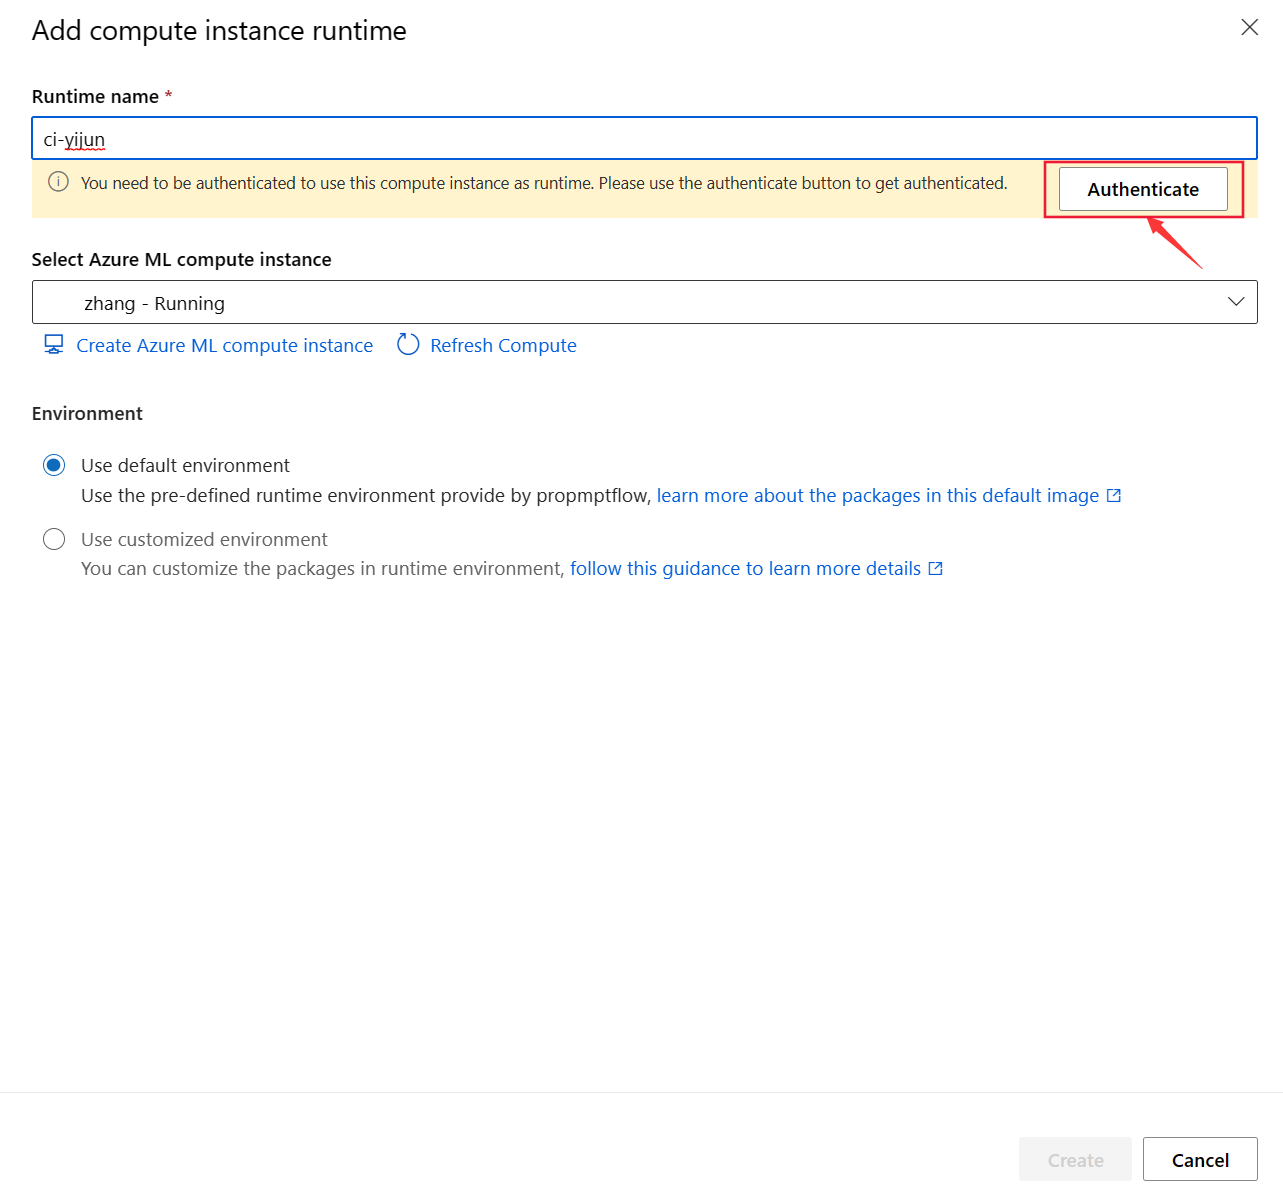 Add compute instance runtime
Runtime name *
ci-yijun
You need to be authenticated to use this compute instance as runtime. Please use the authenticate button to get authenticated.
Authenticate
Select Azure ML compute instance
zhang - Running
Create Azure ML compute instance
Refresh Compute
Environment
Use default environment
Use the pre-defined runtime environment provide by propmptflow, learn more about the packages in this default image
Use customized environment
You can customize the packages in runtime environment, follow this guidance to learn more details
Create
Cancel